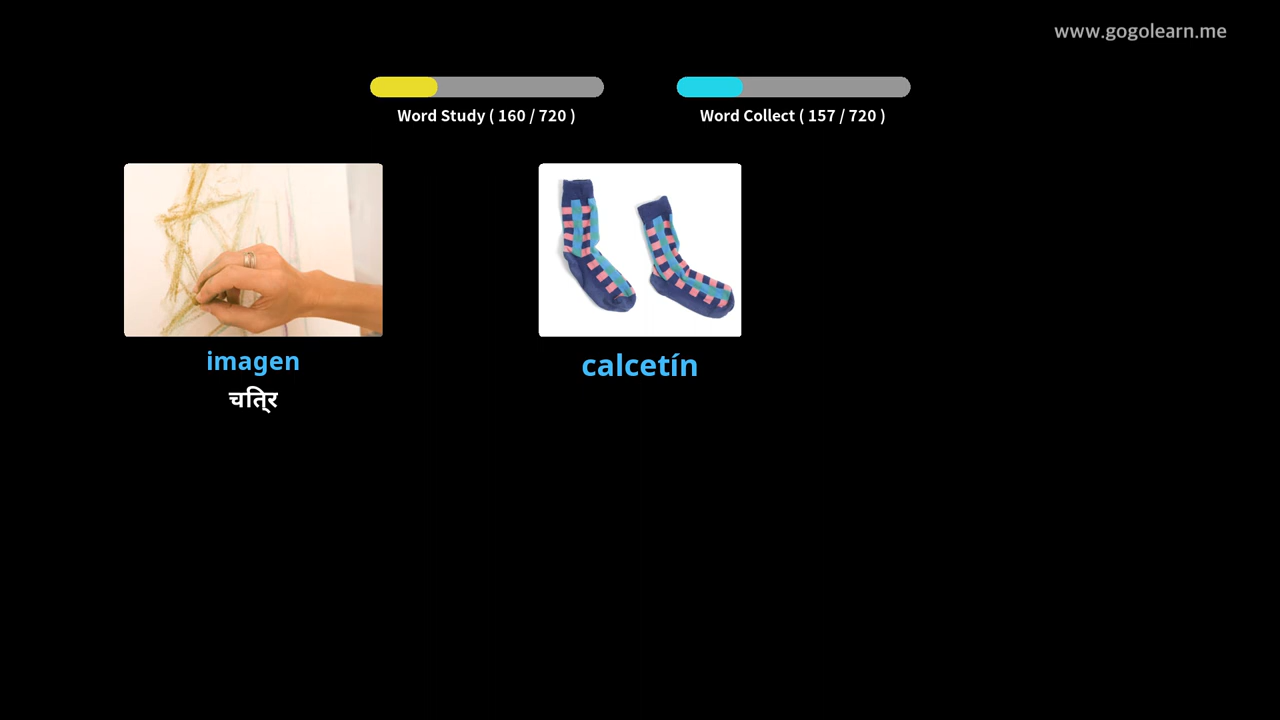 www.gogolearn.me
Word Study ( 160 / 720 )
Word Collect ( 157 / 720 )
imagen
चित्र
calcetín